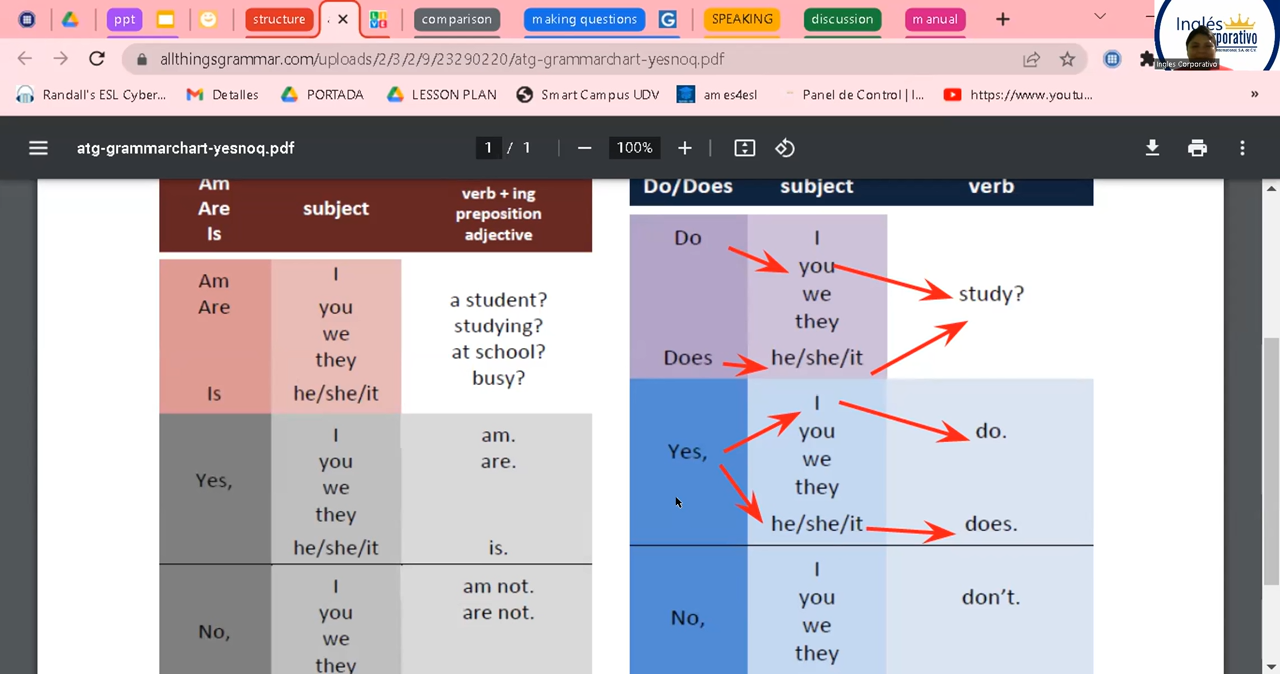 ppt
structure
comparison
making questions
SPEAKING
discussion
manual
Inglés
Corporativo
Ingles Corporativo
allthingsgrammar.com/uploads/2/3/2/9/23290220/atg-grammarchart-yesnoq.pdf
Randall's ESL Cyber...
Detalles
PORTADA
LESSON PLAN
Smart Campus UDV
am es4esl
Panel de Control | I...
https://www.youtu...
»
atg-grammarchart-yesnoq.pdf
1 / 1
100%
Am
Are
Is
subject
verb + ing
preposition
adjective
Am
Are
Is
I
you
we
they
he/she/it
a student?
studying?
at school?
busy?
Yes,
I
you
we
they
he/she/it
am.
are.
is.
No,
I
you
we
they
am not.
are not.
Do/Does
subject
verb
Do
Does
I
you
we
they
he/she/it
study?
Yes,
I
you
we
they
he/she/it
do.
does.
No,
I
you
we
they
don't.